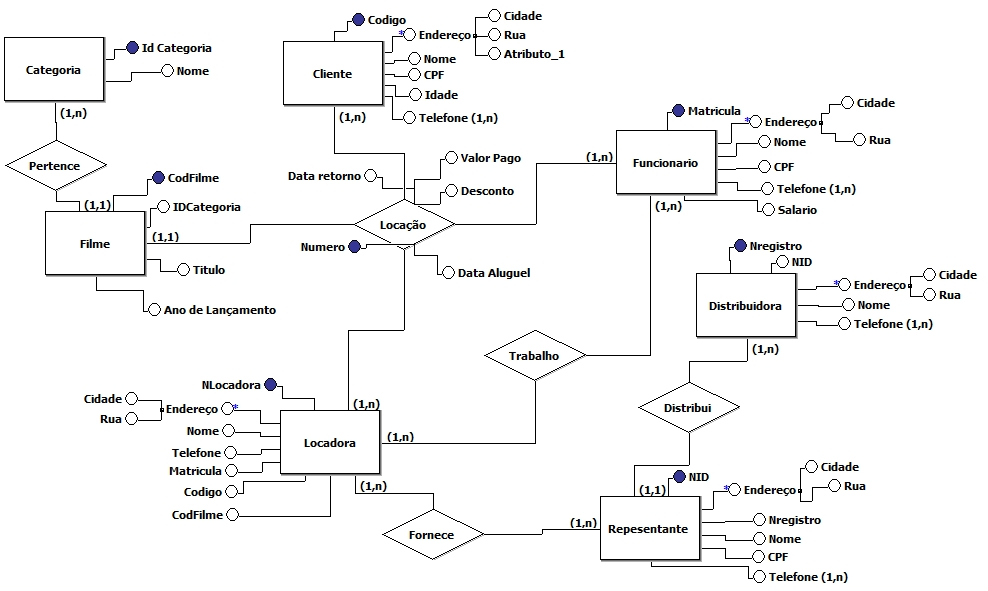 Codigo
Cidade
Endereço
Rua
Atributo_1
Id Categoria
Categoria
Nome
Cliente
Nome
CPF
Idade
Telefone (1,n)
(1,n)
(1,n)
Matricula
Cidade
Endereço
Rua
Nome
Funcionario
CPF
Telefone (1,n)
Salario
(1,n)
(1,n)
Pertence
Valor Pago
Data retorno
Desconto
CodFilme
(1,1)
IDCategoria
Filme
(1,1)
Titulo
Ano de Lançamento
Locação
Numero
Data Aluguel
Nregistro
NID
Cidade
Endereço
Rua
Distribuidora
Nome
Telefone (1,n)
(1,n)
Trabalho
Distribui
NLocadora
Cidade
Endereço
Rua
Nome
Telefone
Matricula
Codigo
CodFilme
Locadora
(1,n)
(1,n)
(1,n)
Fornece
(1,n)
(1,1)
NID
Cidade
Endereço
Rua
Repesentante
Nregistro
Nome
CPF
Telefone (1,n)